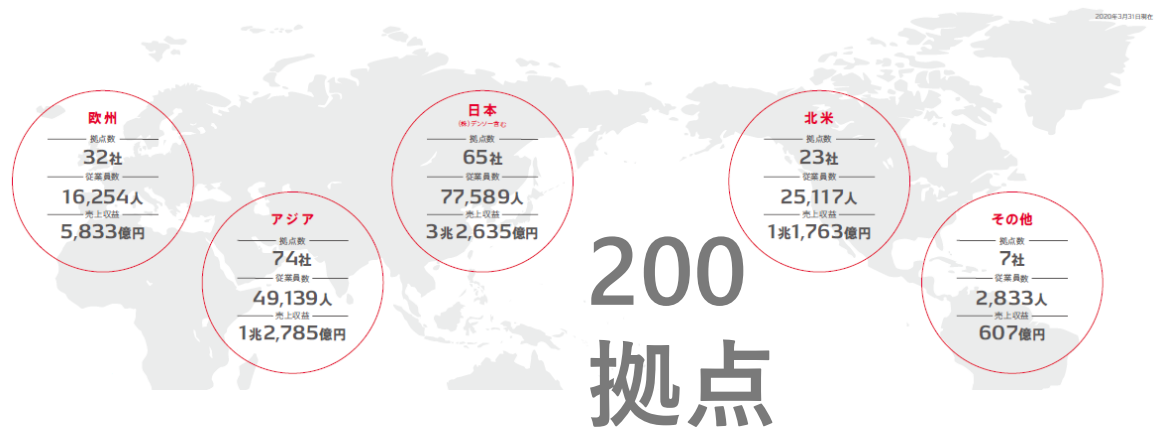 2020年3月31日現在
欧州
拠点数
32社
従業員数
16,254人
売上収益
5,833億円
アジア
拠点数
74社
従業員数
49,139人
売上収益
1兆2,785億円
日本
(株)デンソー含む
拠点数
65社
従業員数
77,589人
売上収益
3兆2,635億円
北米
拠点数
23社
従業員数
25,117人
売上収益
1兆1,763億円
その他
拠点数
7社
従業員数
2,833人
売上収益
607億円
200
拠点